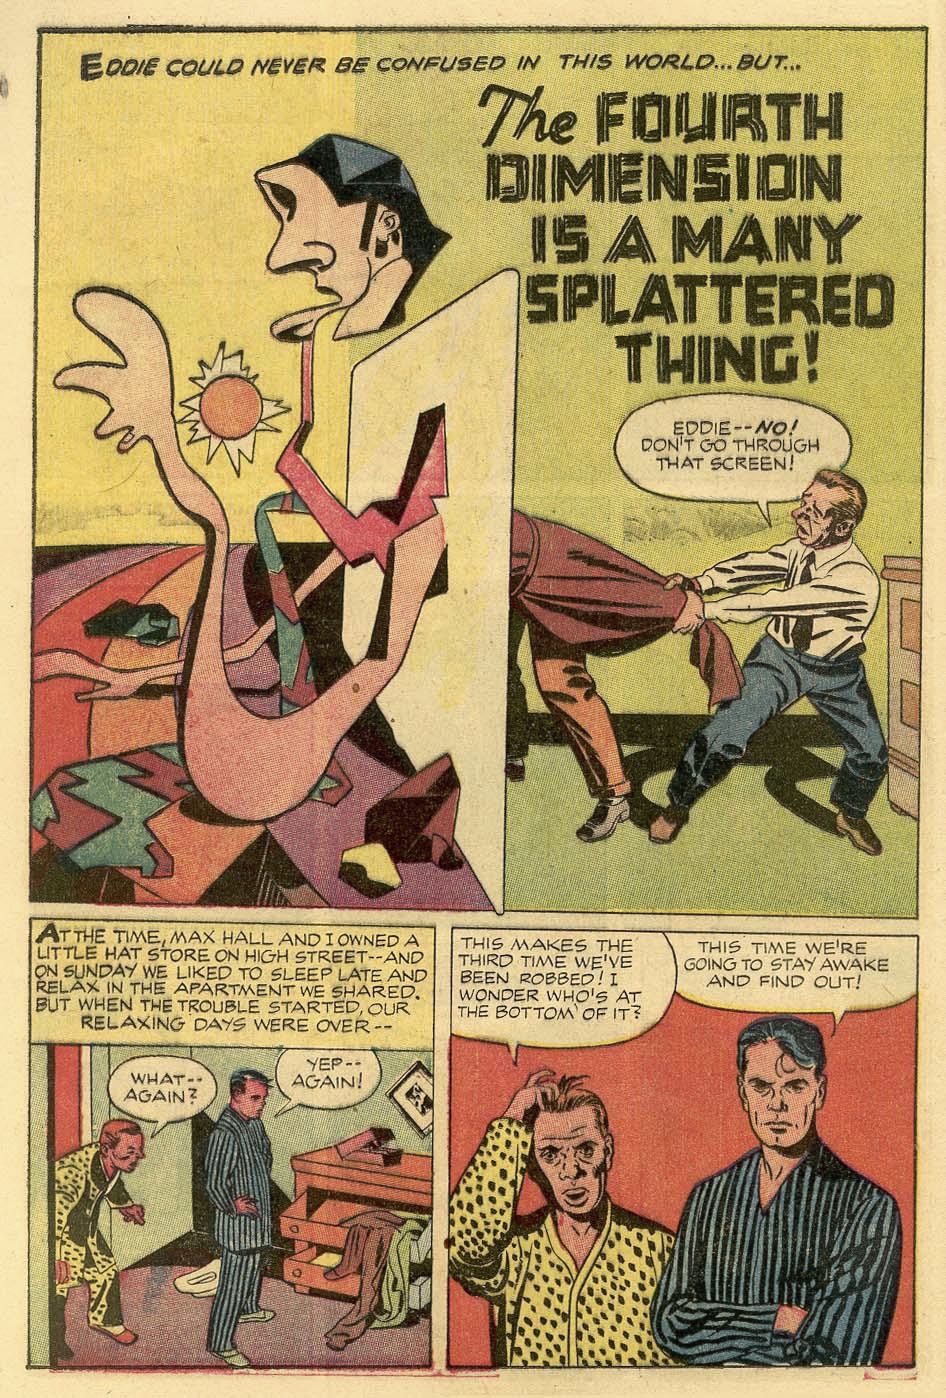 EDDIE COULD NEVER BE CONFUSED IN THIS WORLD...BUT...
The FOURTH
DIMENSION
IS A MANY
SPLATTERED
THING!
EDDIE--NO!
DON'T GO THROUGH
THAT SCREEN!
AT THE TIME, MAX HALL AND I OWNED A
LITTLE HAT STORE ON HIGH STREET--AND
ON SUNDAY WE LIKED TO SLEEP LATE AND
RELAX IN THE APARTMENT WE SHARED.
BUT WHEN THE TROUBLE STARTED, OUR
RELAXING DAYS WERE OVER--
WHAT--
AGAIN?
YEP--
AGAIN!
THIS MAKES THE
THIRD TIME WE'VE
BEEN ROBBED! I
WONDER WHO'S AT
THE BOTTOM OF IT?
THIS TIME WE'RE
GOING TO STAY AWAKE
AND FIND OUT!